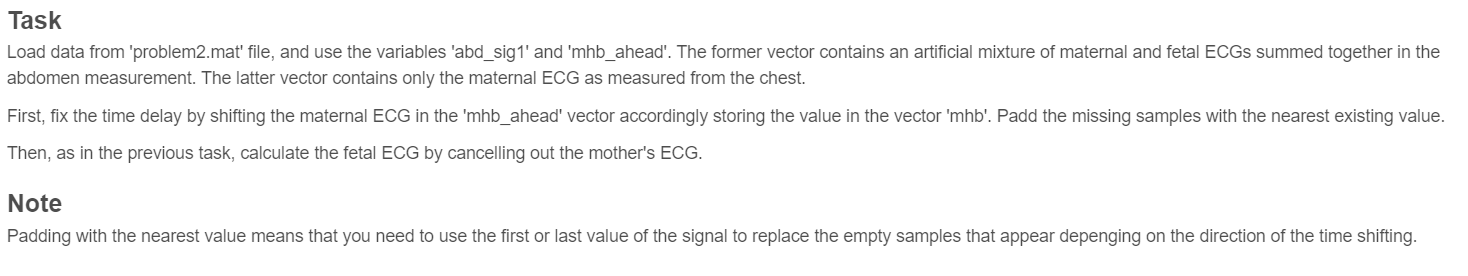 Task
Load data from 'problem2.mat' file, and use the variables 'abd_sig1' and 'mhb_ahead'. The former vector contains an artificial mixture of maternal and fetal ECGs summed together in the
abdomen measurement. The latter vector contains only the maternal ECG as measured from the chest.
First, fix the time delay by shifting the maternal ECG in the 'mhb_ahead' vector accordingly storing the value in the vector 'mhb'. Padd the missing samples with the nearest existing value.
Then, as in the previous task, calculate the fetal ECG by cancelling out the mother's ECG.
Note
Padding with the nearest value means that you need to use the first or last value of the signal to replace the empty samples that appear depenging on the direction of the time shifting.